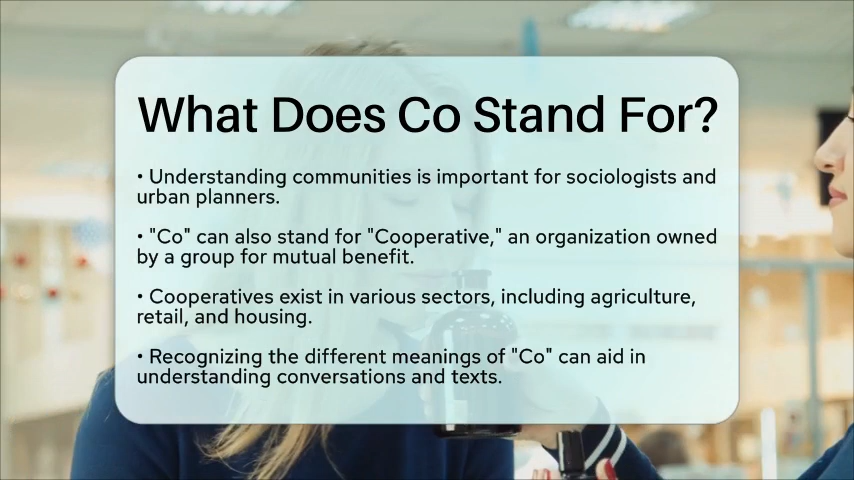 What Does Co Stand For?
• Understanding communities is important for sociologists and
urban planners.
• "Co" can also stand for "Cooperative," an organization owned
by a group for mutual benefit.
• Cooperatives exist in various sectors, including agriculture,
retail, and housing.
• Recognizing the different meanings of "Co" can aid in
understanding conversations and texts.